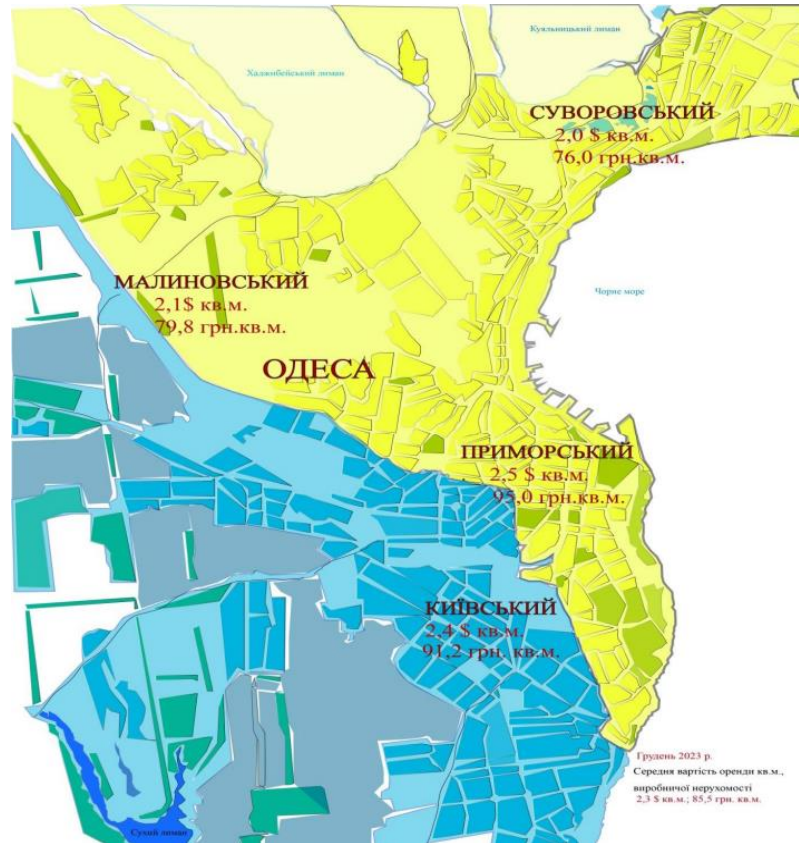 Хаджибейський лиман
Куяльницький лиман
СУВОРОВСЬКИЙ
2,0 $ кв.м.
76,0 грн.кв.м.
МАЛИНОВСЬКИЙ
2,1$ кв.м.
79,8 грн.кв.м.
Чорне море
ОДЕСА
ПРИМОРСЬКИЙ
2,5 $ кв.м.
95,0 грн.кв.м.
КИЇВСЬКИЙ
2,4 $ кв.м.
91,2 грн. кв.м.
Грудень 2023 р.
Середня вартість оренди кв.м.,
виробничої нерухомості
2,3 $ кв.м.; 85,5 грн. кв.м.
Сухий лиман